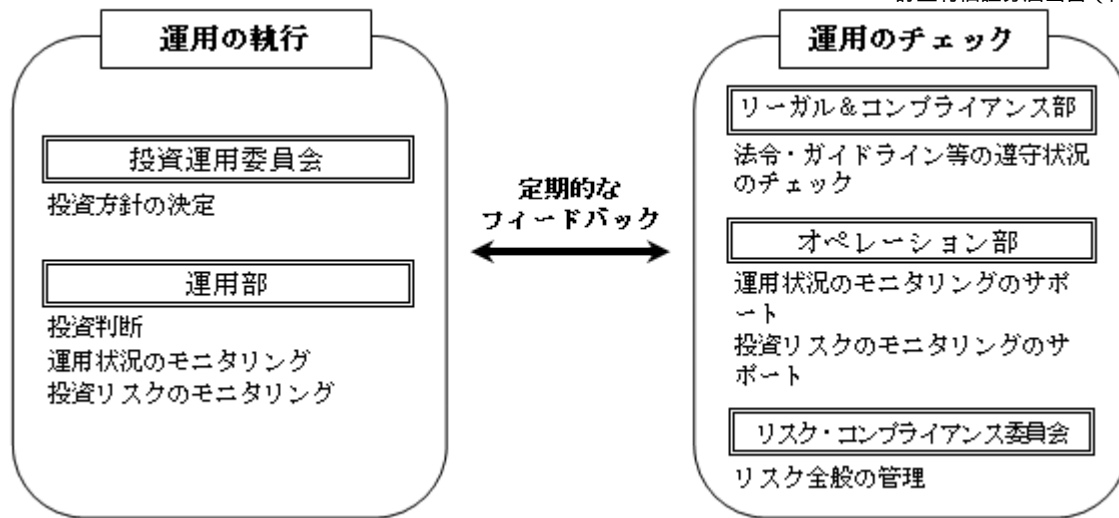 運用の執行
投資運用委員会
投資方針の決定
運用部
投資判断
運用状況のモニタリング
投資リスクのモニタリング
定期的な
フィードバック
運用のチェック
リーガル＆コンプライアンス部
法令・ガイドライン等の遵守状況
のチェック
オペレーション部
運用状況のモニタリングのサポ
ート
投資リスクのモニタリングのサ
ポート
リスク・コンプライアンス委員会
リスク全般の管理